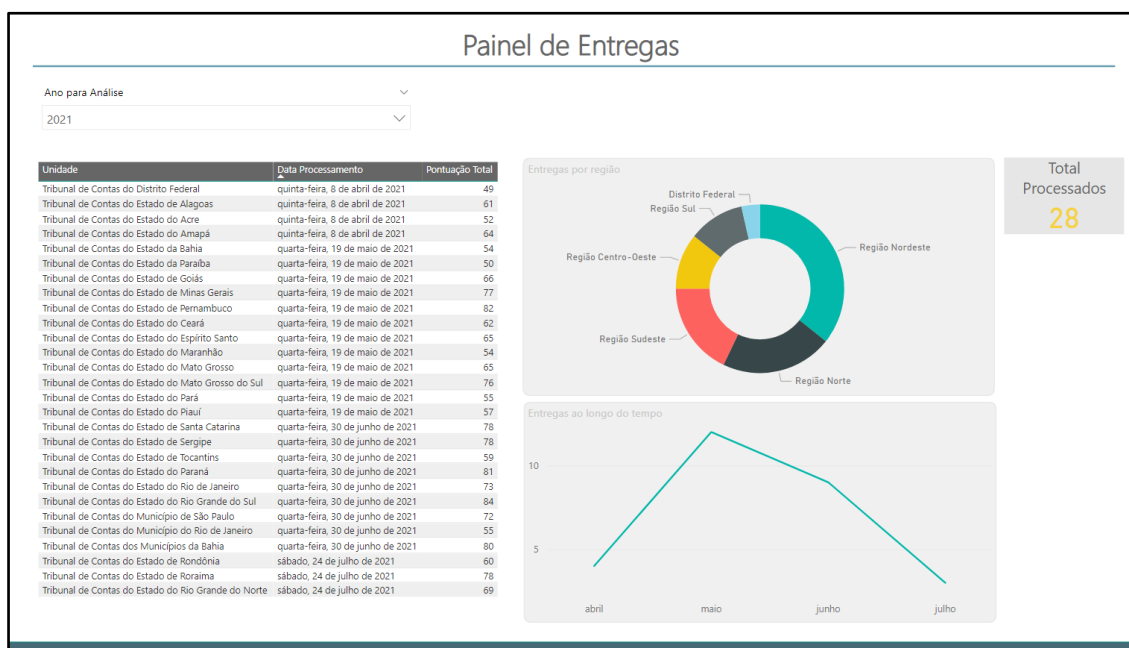 Painel de Entregas
Ano para Análise
2021
Unidade Data Processamento Pontuação Total
Tribunal de Contas do Distrito Federal quinta-feira, 8 de abril de 2021 49
Tribunal de Contas do Estado de Alagoas quinta-feira, 8 de abril de 2021 61
Tribunal de Contas do Estado do Acre quinta-feira, 8 de abril de 2021 52
Tribunal de Contas do Estado do Amapá quinta-feira, 8 de abril de 2021 64
Tribunal de Contas do Estado da Bahia quarta-feira, 19 de maio de 2021 54
Tribunal de Contas do Estado da Paraíba quarta-feira, 19 de maio de 2021 50
Tribunal de Contas do Estado de Goiás quarta-feira, 19 de maio de 2021 66
Tribunal de Contas do Estado de Minas Gerais quarta-feira, 19 de maio de 2021 77
Tribunal de Contas do Estado de Pernambuco quarta-feira, 19 de maio de 2021 82
Tribunal de Contas do Estado do Ceará quarta-feira, 19 de maio de 2021 62
Tribunal de Contas do Estado do Espírito Santo quarta-feira, 19 de maio de 2021 65
Tribunal de Contas do Estado do Maranhão quarta-feira, 19 de maio de 2021 54
Tribunal de Contas do Estado do Mato Grosso quarta-feira, 19 de maio de 2021 65
Tribunal de Contas do Estado do Mato Grosso do Sul quarta-feira, 19 de maio de 2021 76
Tribunal de Contas do Estado do Pará quarta-feira, 19 de maio de 2021 55
Tribunal de Contas do Estado do Piauí quarta-feira, 19 de maio de 2021 57
Tribunal de Contas do Estado de Santa Catarina quarta-feira, 30 de junho de 2021 78
Tribunal de Contas do Estado de Sergipe quarta-feira, 30 de junho de 2021 78
Tribunal de Contas do Estado de Tocantins quarta-feira, 30 de junho de 2021 59
Tribunal de Contas do Estado do Paraná quarta-feira, 30 de junho de 2021 81
Tribunal de Contas do Estado do Rio de Janeiro quarta-feira, 30 de junho de 2021 73
Tribunal de Contas do Estado do Rio Grande do Sul quarta-feira, 30 de junho de 2021 84
Tribunal de Contas do Município de São Paulo quarta-feira, 30 de junho de 2021 72
Tribunal de Contas do Município do Rio de Janeiro quarta-feira, 30 de junho de 2021 55
Tribunal de Contas dos Municípios da Bahia quarta-feira, 30 de junho de 2021 80
Tribunal de Contas do Estado de Rondônia sábado, 24 de julho de 2021 60
Tribunal de Contas do Estado de Roraima sábado, 24 de julho de 2021 78
Tribunal de Contas do Estado do Rio Grande do Norte sábado, 24 de julho de 2021 69
Entregas por região
Distrito Federal
Região Sul
Região Nordeste
Região Centro-Oeste
Região Sudeste
Região Norte
Total
Processados
28
Entregas ao longo do tempo
10
5
abril maio junho julho